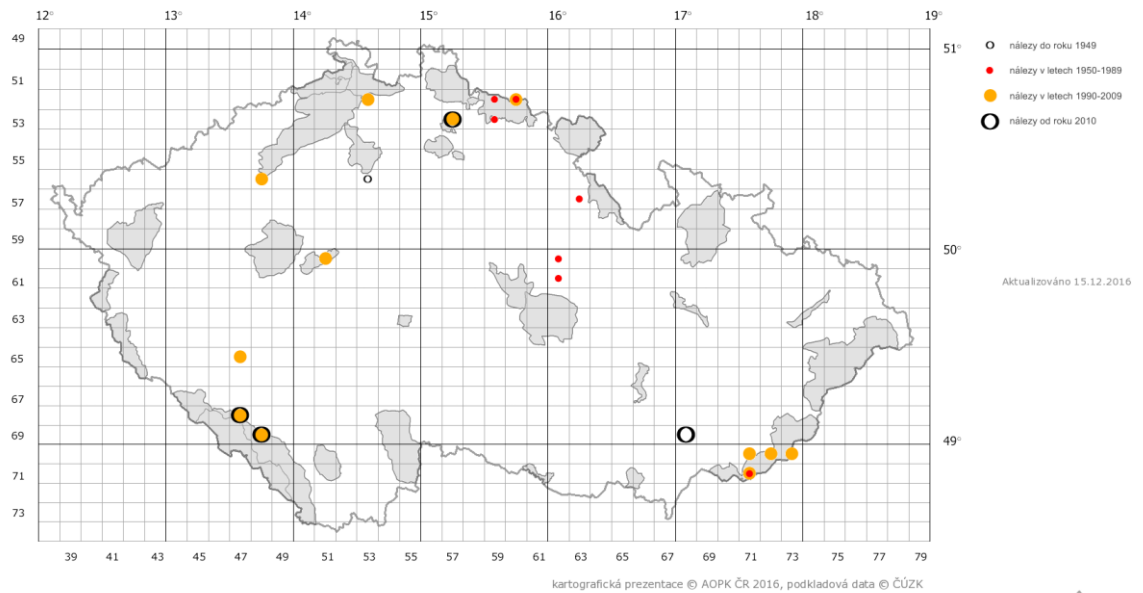 12° 13° 14° 15° 16° 17° 18° 19°
49
51°
nálezy do roku 1949
51
nálezy v letech 1950-1989
nálezy v letech 1990-2009
53
nálezy od roku 2010
55
57
59
50°
61
Aktualizováno 15.12.2016
63
65
67
69
49°
71
73
39 41 43 45 47 49 51 53 55 57 59 61 63 65 67 69 71 73 75 77 79
kartografická prezentace © AOPK ČR 2016, podkladová data © ČÚZK